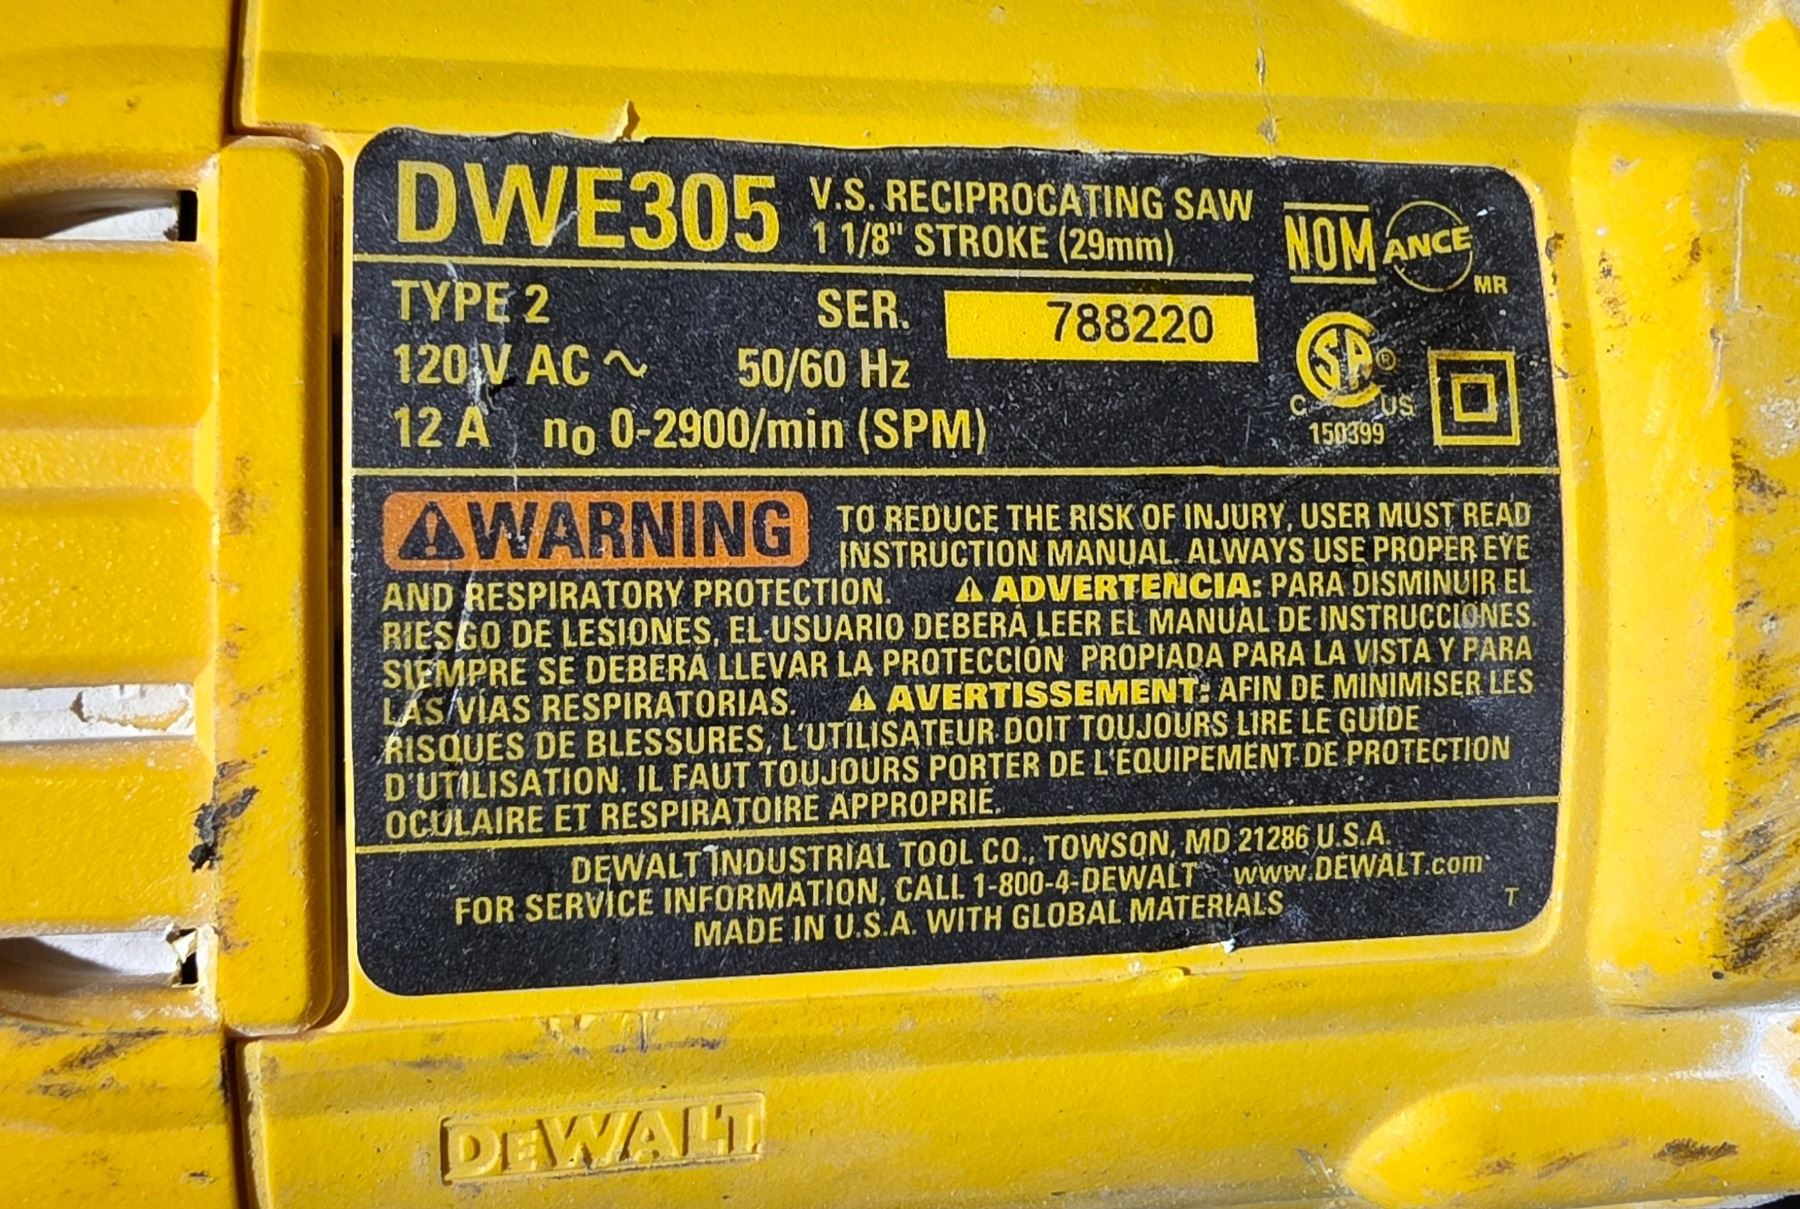 DWE305 V.S. RECIPROCATING SAW
1 1/8" STROKE (29mm)
NOM ANCE MR
TYPE 2 SER. 788220
120 V AC ~ 50/60 Hz
12 A n₀ 0-2900/min (SPM)
CSA® C US
150399
⚠WARNING TO REDUCE THE RISK OF INJURY, USER MUST READ
INSTRUCTION MANUAL. ALWAYS USE PROPER EYE
AND RESPIRATORY PROTECTION. ⚠ ADVERTENCIA: PARA DISMINUIR EL
RIESGO DE LESIONES, EL USUARIO DEBERÁ LEER EL MANUAL DE INSTRUCCIONES.
SIEMPRE SE DEBERÁ LLEVAR LA PROTECCIÓN PROPIADA PARA LA VISTA Y PARA
LAS VÍAS RESPIRATORIAS. ⚠ AVERTISSEMENT: AFIN DE MINIMISER LES
RISQUES DE BLESSURES, L'UTILISATEUR DOIT TOUJOURS LIRE LE GUIDE
D'UTILISATION. IL FAUT TOUJOURS PORTER DE L'ÉQUIPEMENT DE PROTECTION
OCULAIRE ET RESPIRATOIRE APPROPRIE.
DEWALT INDUSTRIAL TOOL CO., TOWSON, MD 21286 U.S.A.
FOR SERVICE INFORMATION, CALL 1-800-4-DEWALT www.DEWALT.com
MADE IN U.S.A. WITH GLOBAL MATERIALS T
DEWALT